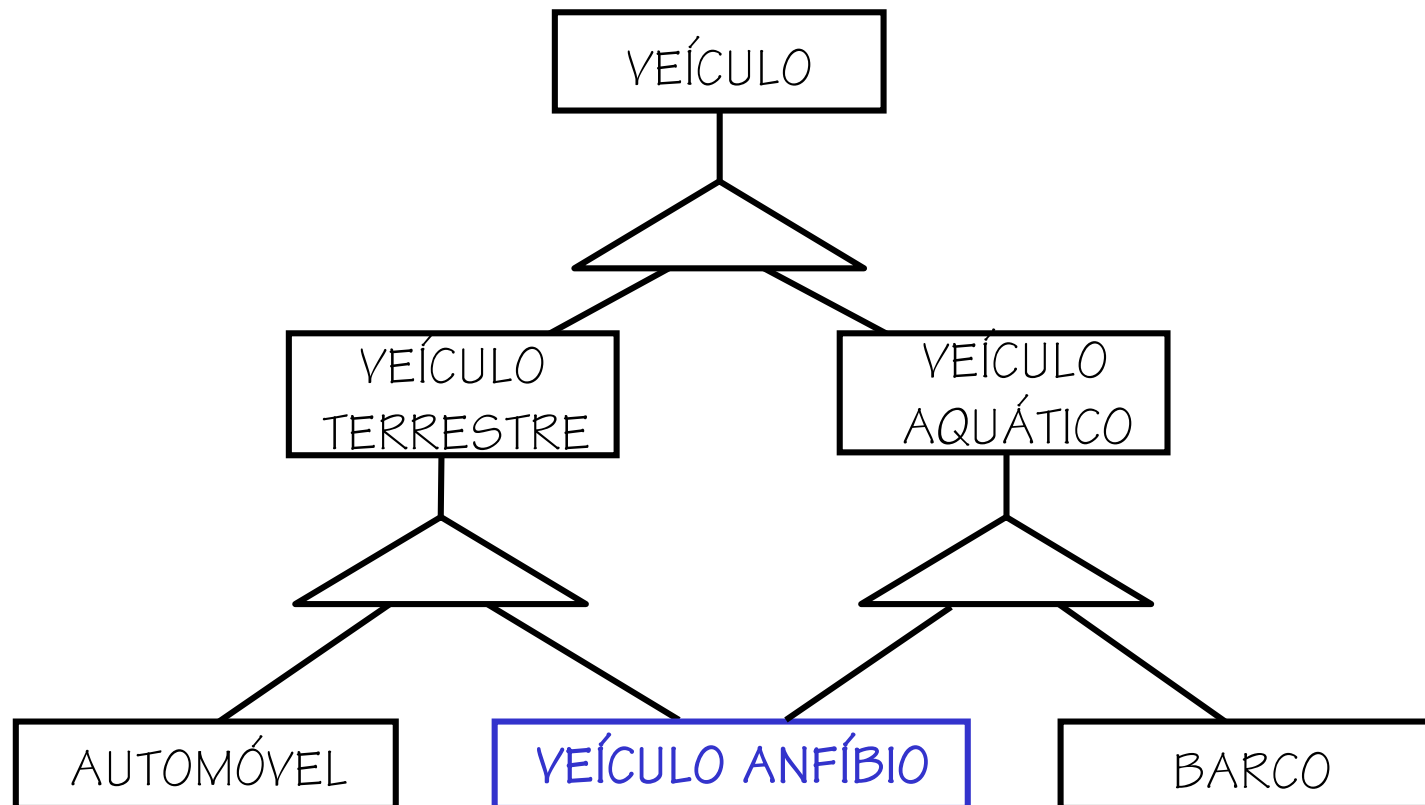 VEÍCULO
VEÍCULO
TERRESTRE
VEÍCULO
AQUÁTICO
AUTOMÓVEL
VEÍCULO ANFÍBIO
BARCO